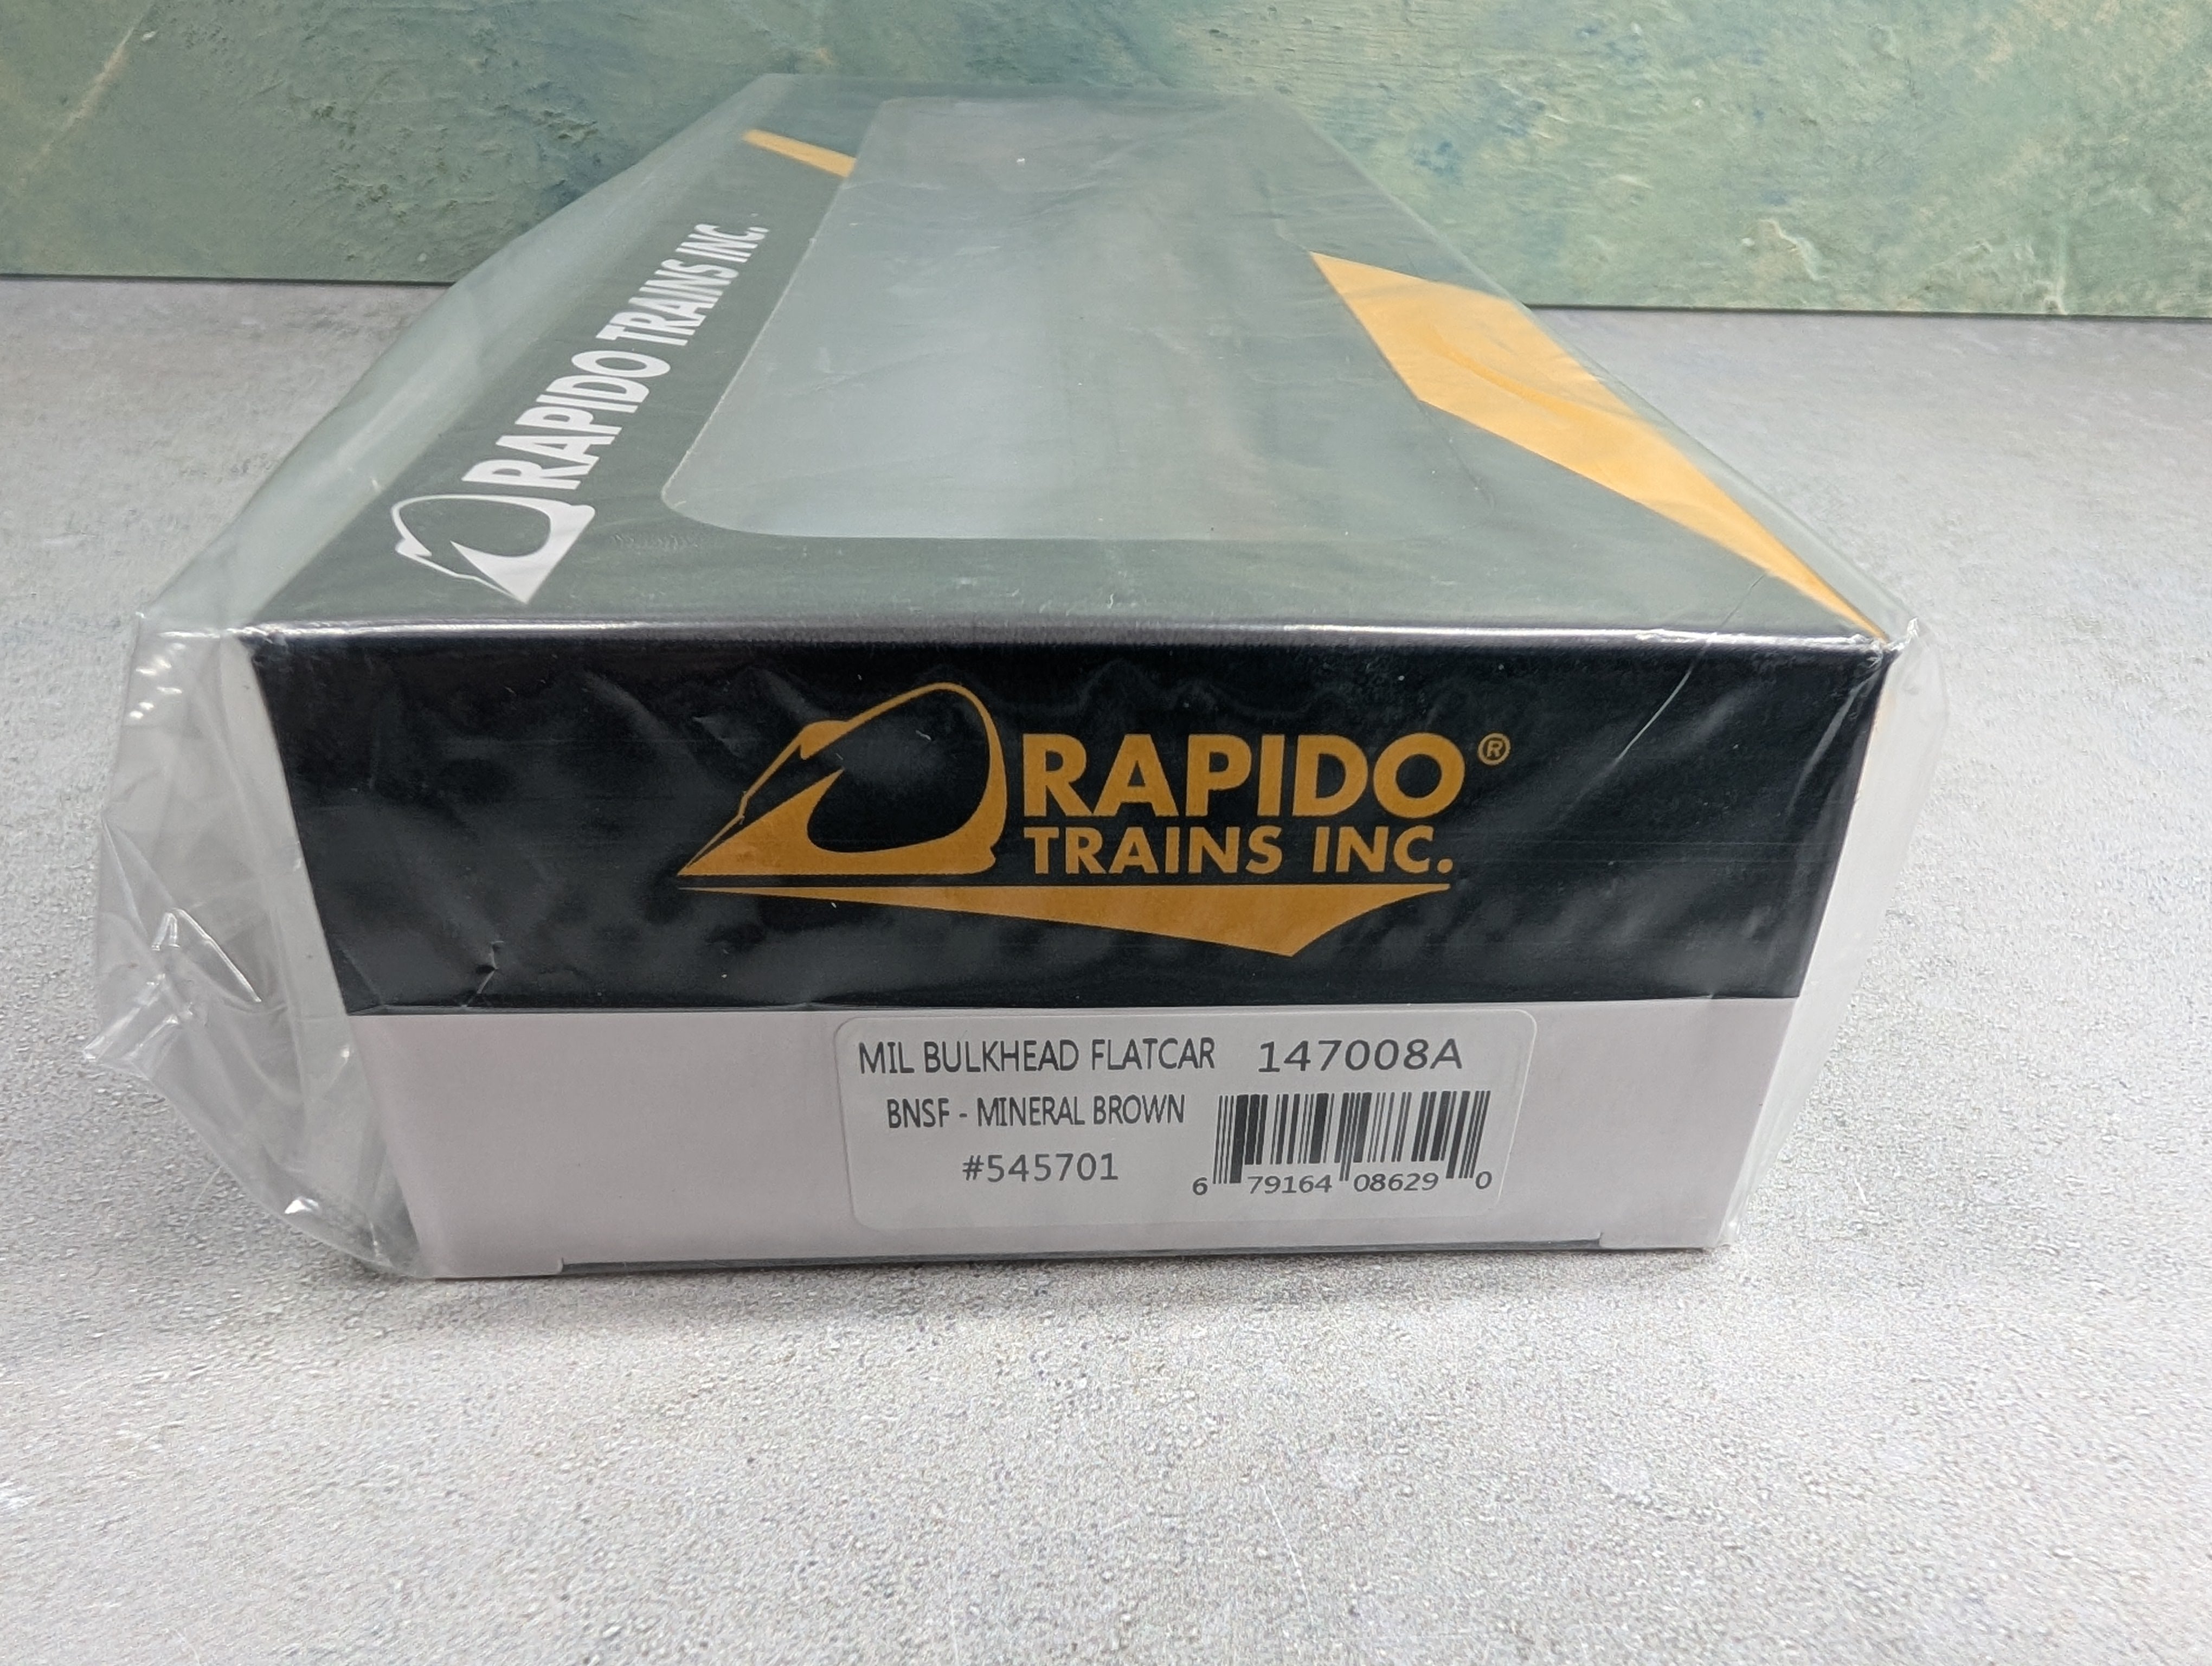 RAPIDO TRAINS INC.
RAPIDO®
TRAINS INC.
MIL BULKHEAD FLATCAR 147008A
BNSF - MINERAL BROWN
#545701
6 79164 08629 0